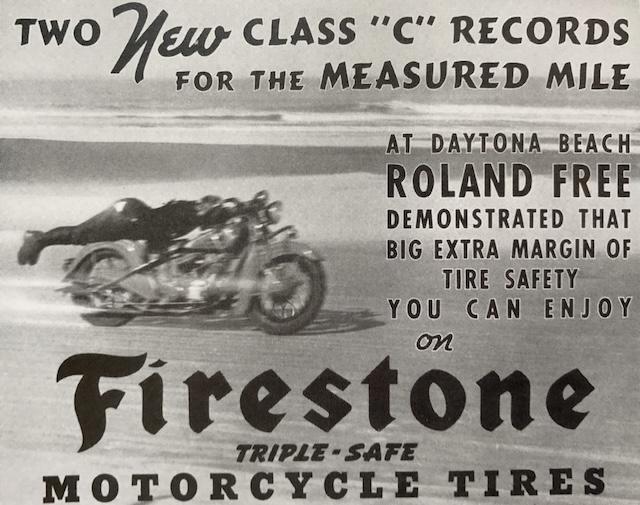 TWO New CLASS "C" RECORDS
FOR THE MEASURED MILE
AT DAYTONA BEACH
ROLAND FREE
DEMONSTRATED THAT
BIG EXTRA MARGIN OF
TIRE SAFETY
YOU CAN ENJOY
on
Firestone
TRIPLE-SAFE
MOTORCYCLE TIRES